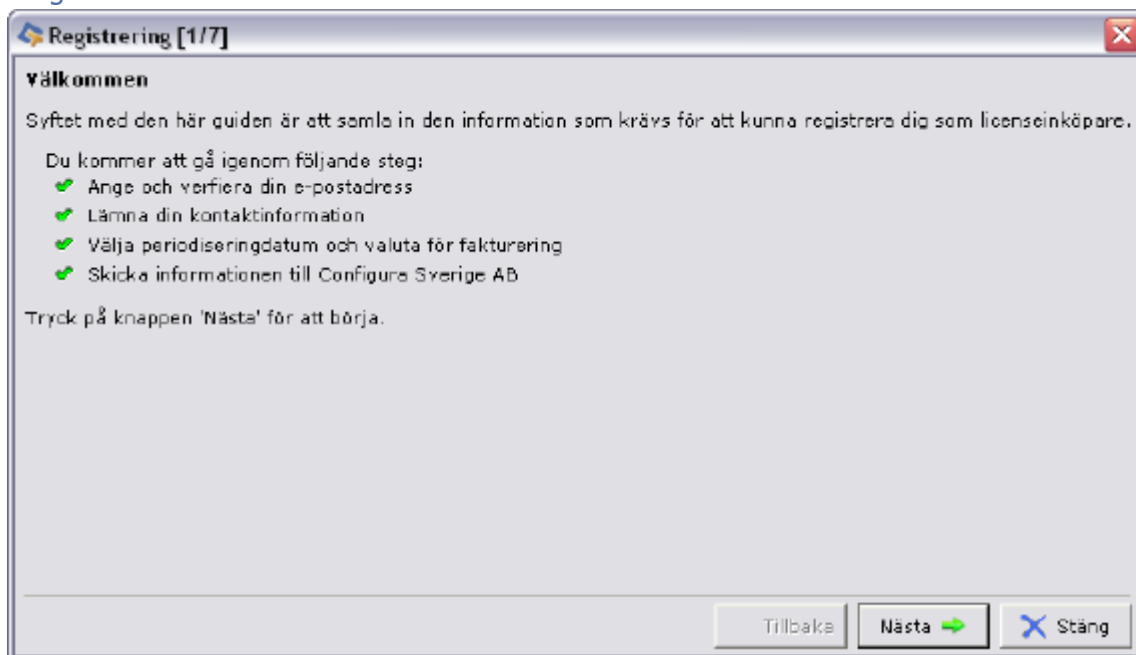 Registrering [1/7]
Välkommen
Syftet med den här guiden är att samla in den information som krävs för att kunna registrera dig som licenseinköpare.
Du kommer att gå igenom följande steg:
Ange och verfiera din e-postadress
Lämna din kontaktinformation
Välja periodiseringdatum och valuta för fakturering
Skicka informationen till Configura Sverige AB
Tryck på knappen 'Nästa' för att börja.
Tillbaka
Nästa
Stäng